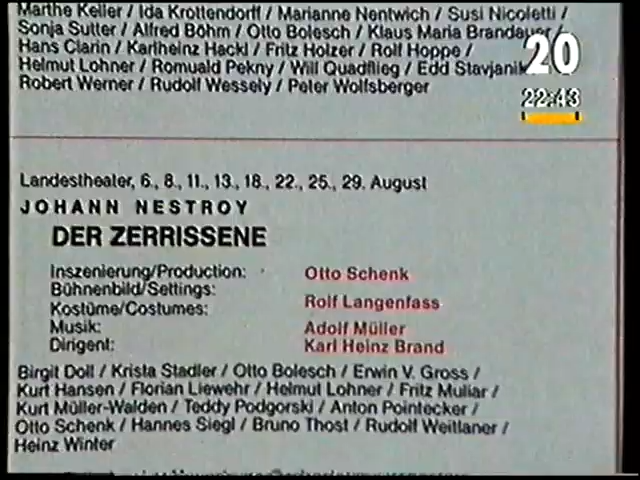 Marthe Keller / Ida Krottendorf / Marianne Nentwich / Susi Nicoletti /
Sonja Sutter / Alfred Böhm / Otto Bolesch / Klaus Maria Brandauer /
Hans Clarin / Karlheinz Hackl / Fritz Holzer / Rolf Hoppe /
Helmut Lohner / Romuald Pekny / Will Quadflieg / Edd Stavjanik
Robert Werner / Rudolf Wessely / Peter Wolfsberger
20
22:43
Landestheater, 6., 8., 11., 13., 18., 22., 25., 29. August
JOHANN NESTROY
DER ZERRISSENE
Inszenierung/Production: Otto Schenk
Bühnenbild/Settings:
Kostüme/Costumes: Rolf Langenfass
Musik: Adolf Müller
Dirigent: Karl Heinz Brand
Birgit Doll / Krista Stadler / Otto Bolesch / Erwin V. Gross /
Kurt Hansen / Florian Liewehr / Helmut Lohner / Fritz Muliar /
Kurt Müller-Walden / Teddy Podgorski / Anton Pointecker /
Otto Schenk / Hannes Siegl / Bruno Thost / Rudolf Weitlaner /
Heinz Winter